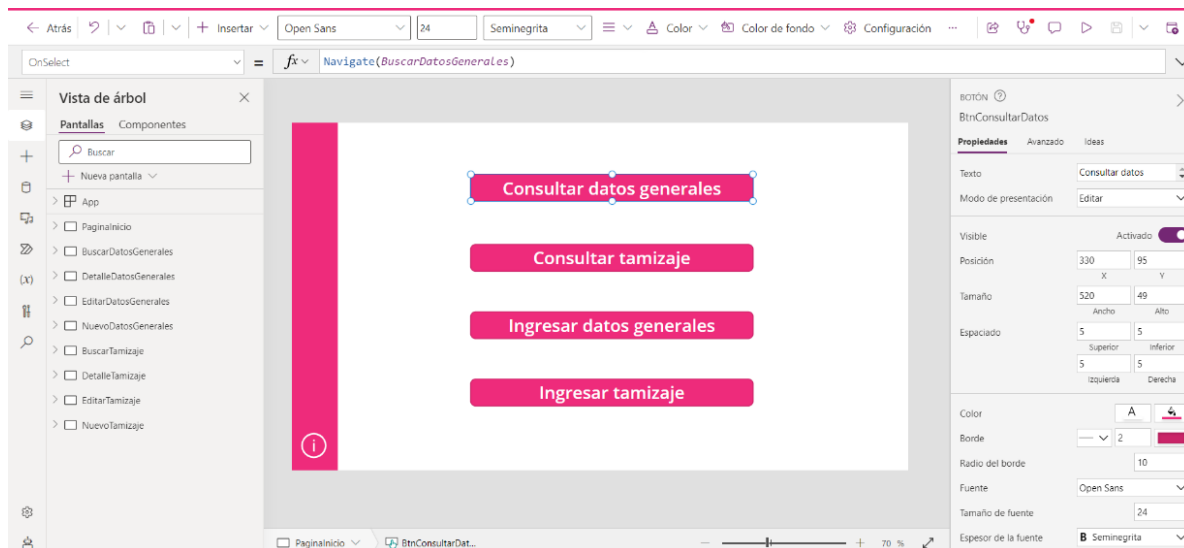 Atrás Insertar Open Sans 24 Seminegrita Color Color de fondo Configuración ...
OnSelect = fx Navigate(BuscarDatosGenerales)
Vista de árbol
Pantallas Componentes
Buscar
Nueva pantalla
App
PaginaInicio
BuscarDatosGenerales
DetalleDatosGenerales
EditarDatosGenerales
NuevoDatosGenerales
BuscarTamizaje
DetalleTamizaje
EditarTamizaje
NuevoTamizaje
(x)
Consultar datos generales
Consultar tamizaje
Ingresar datos generales
Ingresar tamizaje
i
PaginaInicio BtnConsultarDat... 70 %
BOTÓN ?
BtnConsultarDatos
Propiedades Avanzado Ideas
Texto Consultar datos
Modo de presentación Editar
Visible Activado
Posición 330 95
X Y
Tamaño 520 49
Ancho Alto
Espaciado 5 5
Superior Inferior
5 5
Izquierda Derecha
Color A
Borde 2
Radio del borde 10
Fuente Open Sans
Tamaño de fuente 24
Espesor de la fuente B Seminegrita